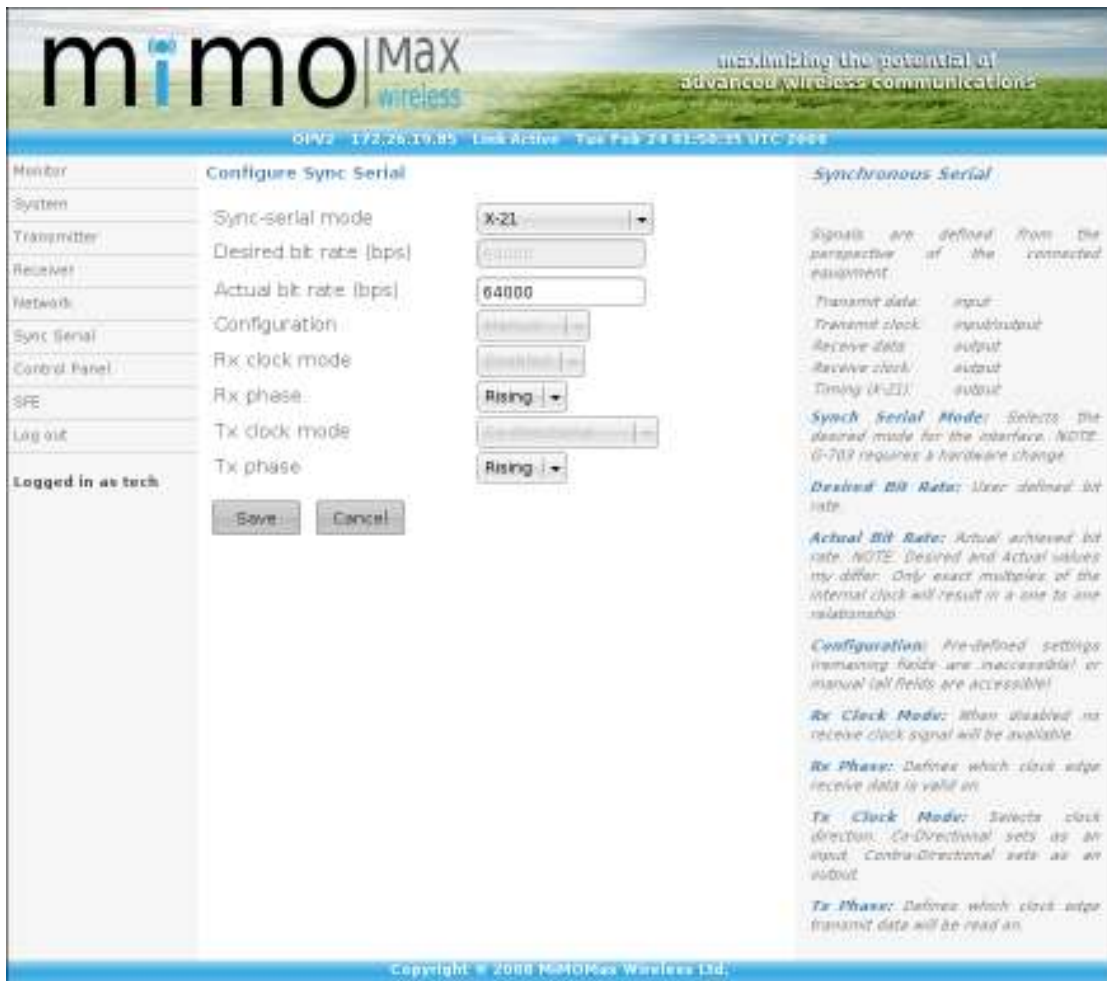 mimo Max wireless
maximizing the potential of
advanced wireless communications
OPV2 172.26.19.85 Link Active Tue Feb 24 01:50:35 UTC
Monitor
System
Transmitter
Receiver
Network
Sync Serial
Control Panel
SFE
Log out
Logged in as tech
Configure Sync Serial
Sync-serial mode X-21
Desired bit rate (bps) 64000
Actual bit rate (bps) 64000
Configuration
Rx clock mode
Rx phase Rising
Tx clock mode
Tx phase Rising
Save Cancel
Synchronous Serial
Signals are defined from the
perspective of the connected
equipment
Transmit data: input
Transmit clock: input/output
Receive data: output
Receive clock: output
Timing (X-21): output
Synch Serial Mode: Selects the
desired mode for the interface. NOTE:
G-703 requires a hardware change.
Desired Bit Rate: User defined bit
rate.
Actual Bit Rate: Actual achieved bit
rate. NOTE: Desired and Actual values
my differ. Only exact multiples of the
internal clock will result in a one to one
relationship.
Configuration: Pre-defined settings
(remaining fields are inaccessible) or
manual (all fields are accessible)
Rx Clock Mode: When disabled no
receive clock signal will be available.
Rx Phase: Defines which clock edge
receive data is valid on.
Tx Clock Mode: Selects clock
direction. Co-Directional sets as an
input. Contra-Directional sets as an
output.
Tx Phase: Defines which clock edge
transmit data will be read on.
Copyright © 2008 MiMOMax Wireless Ltd.